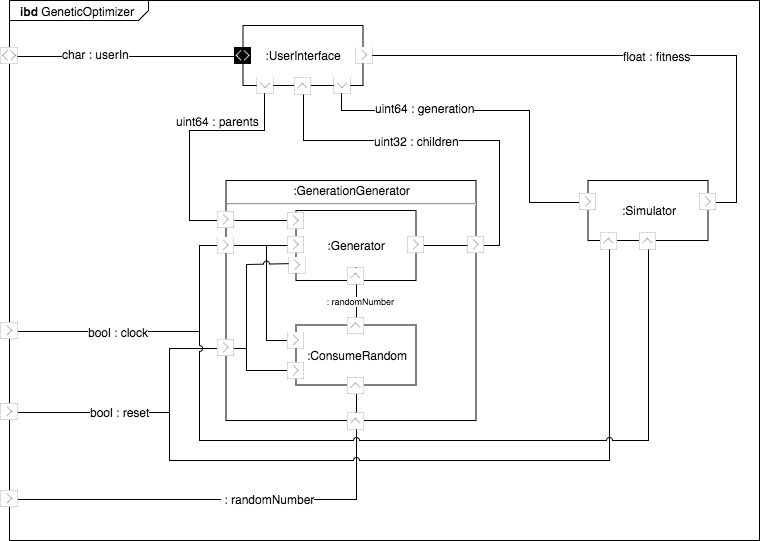 ibd GeneticOptimizer
char : userIn
:UserInterface
float : fitness
uint64 : generation
uint64 : parents
uint32 : children
:GenerationGenerator
:Simulator
:Generator
: randomNumber
bool : clock
:ConsumeRandom
bool : reset
: randomNumber